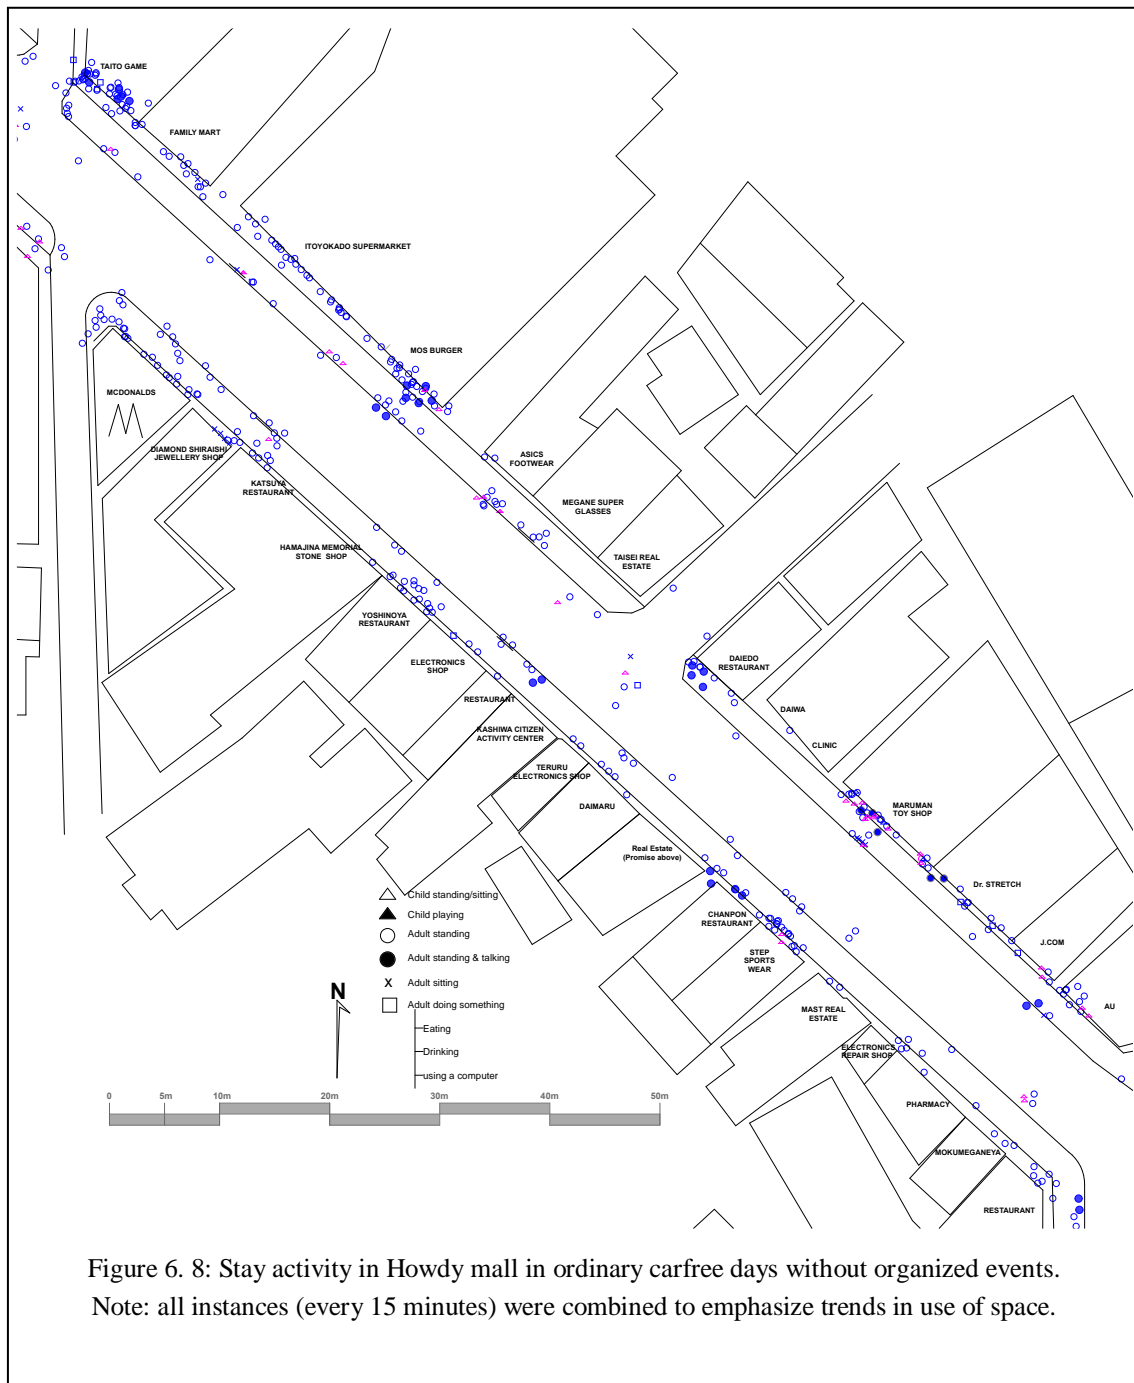 TAITO GAME
FAMILY MART
ITOYOKADO SUPERMARKET
MOS BURGER
MCDONALDS
DIAMOND SHIRAISHI
JEWELLERY SHOP
KATSUYA
RESTAURANT
ASICS
FOOTWEAR
MEGANE SUPER
GLASSES
TAISEI REAL
ESTATE
HAMAJINA MEMORIAL
STONE SHOP
YOSHINOYA
RESTAURANT
ELECTRONICS
SHOP
RESTAURANT
KASHIWA CITIZEN
ACTIVITY CENTER
TERURU
ELECTRONICS SHOP
DAIMARU
Real Estate
(Promise above)
DAIEDO
RESTAURANT
DAIWA
CLINIC
MARUMAN
TOY SHOP
Dr. STRETCH
J.COM
AU
CHANPON
RESTAURANT
STEP
SPORTS
WEAR
MAST REAL
ESTATE
ELECTRONICS
REPAIR SHOP
PHARMACY
MOKUMEGANEYA
RESTAURANT
Child standing/sitting
Child playing
Adult standing
Adult standing & talking
x Adult sitting
Adult doing something
Eating
Drinking
using a computer
N
0 5m 10m 20m 30m 40m 50m
Figure 6. 8: Stay activity in Howdy mall in ordinary carfree days without organized events.
Note: all instances (every 15 minutes) were combined to emphasize trends in use of space.